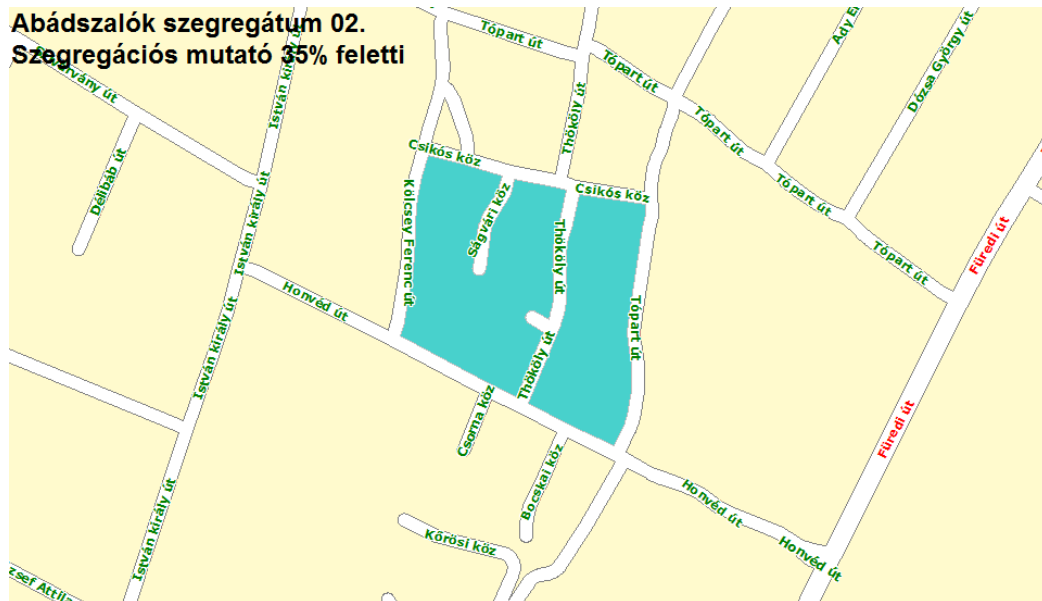 Abádszalók szegregátum 02.
Szegregációs mutató 35% feletti
Tópart út
Tópart út
Ady
Dózsa György út
István király út
Délibáb út
Thököly út
Tópart út
Csikós köz
Csikós köz
Tópart út
Kölcsey Ferenc út
Ságvári köz
Thököly út
István király út
Füredi út
Tópart út
Honvéd út
Tópart út
István király út
Thököly út
Csorna köz
Füredi út
Bocskai köz
István király út
Honvéd út
Kőrösi köz
Honvéd út
zsef Attila